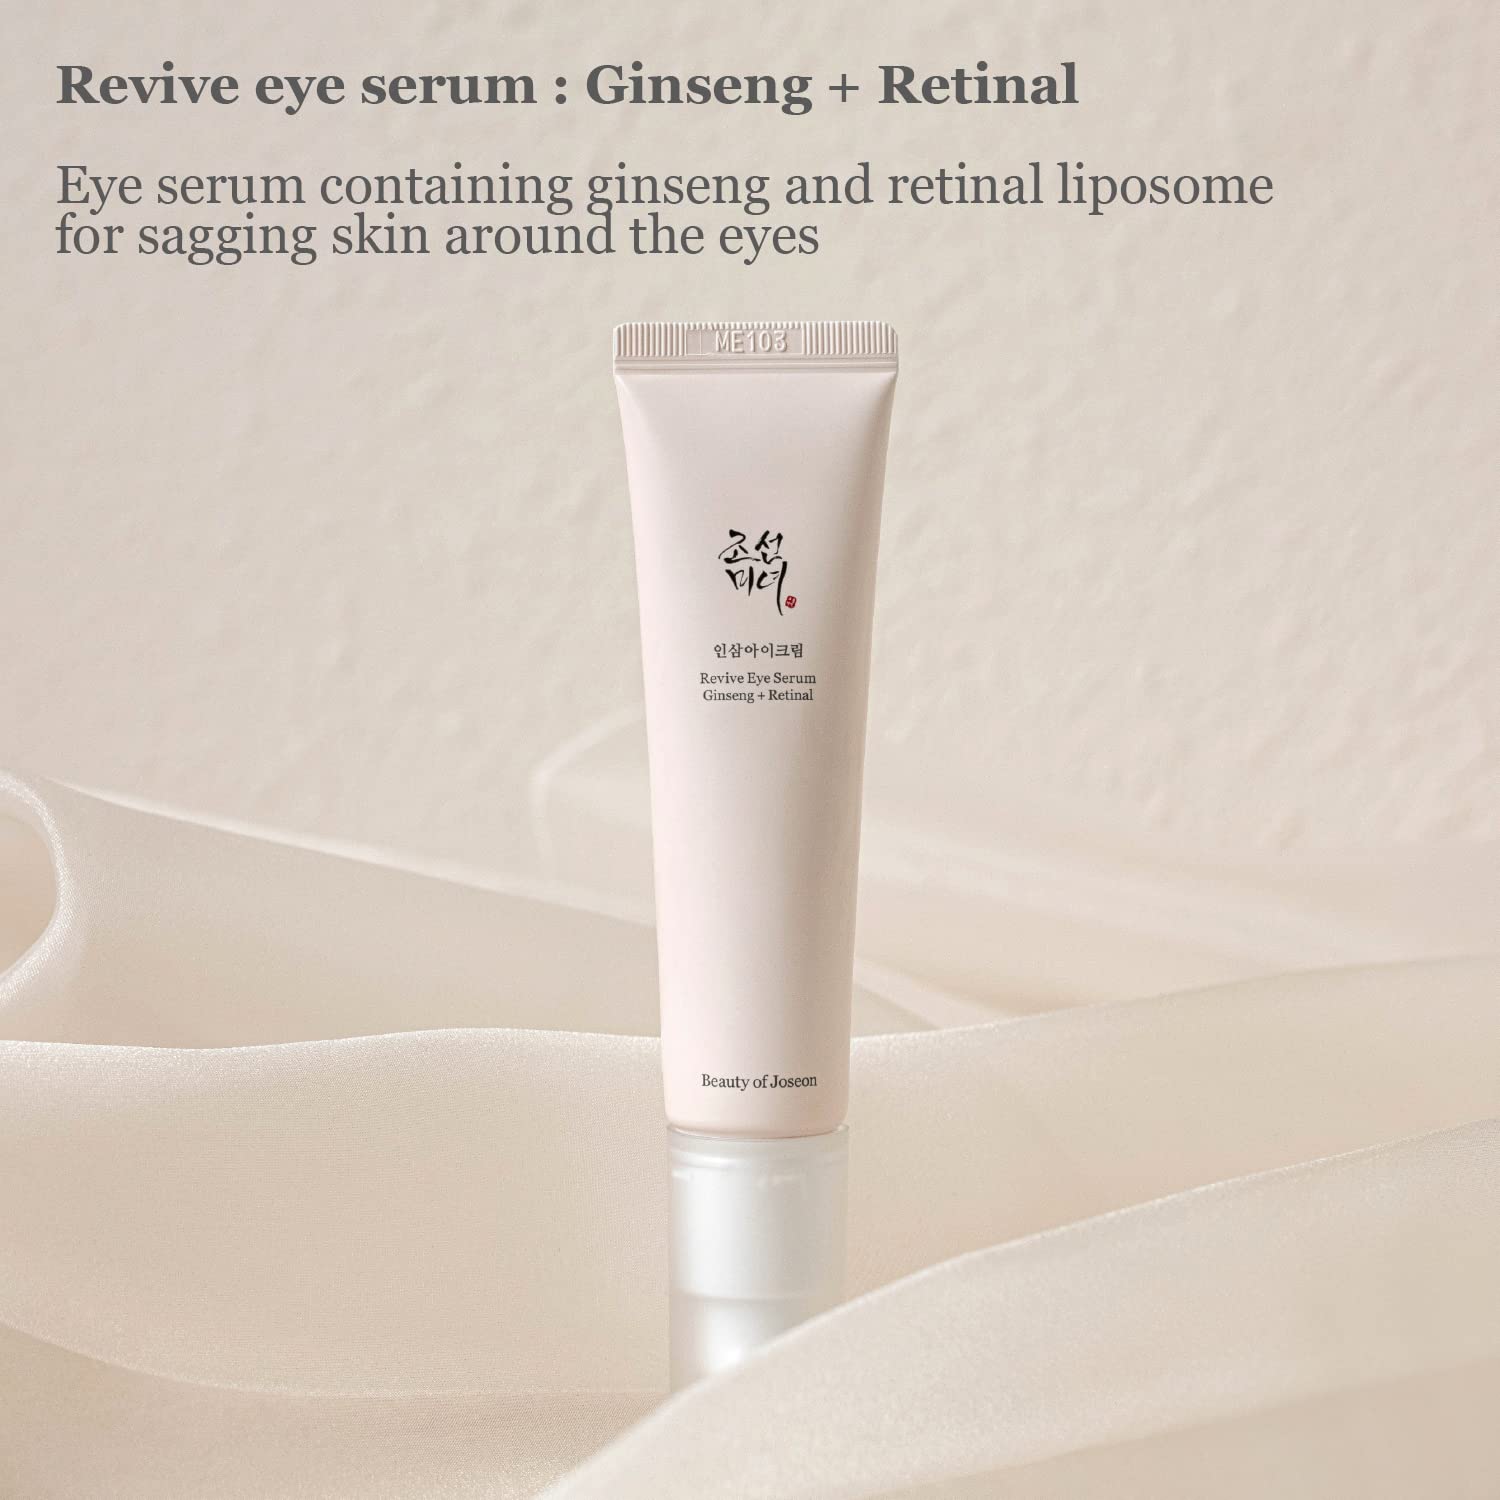 Revive eye serum : Ginseng + Retinal
Eye serum containing ginseng and retinal liposome
for sagging skin around the eyes
ME103
조선
미녀
인삼아이크림
Revive Eye Serum
Ginseng + Retinal
Beauty of Joseon